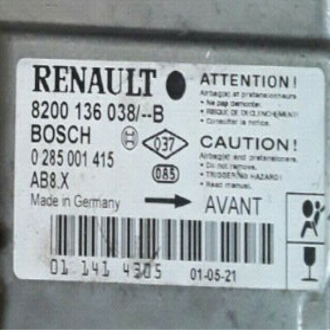 RENAULT
8200 136 038/--B
BOSCH
0 285 001 415
AB8.X
Made in Germany
037
085
ATTENTION!
Airbag(s) et pretensionneurs
• Ne pas demonter.
• RISQUE DE DECLENCHEMENT!
• Consulter la notice.
CAUTION!
Airbag(s) and pretensioners.
• Do not remove.
• TRIGGERING HAZARD!
• Read manual.
AVANT
01 141 4305
01-05-21